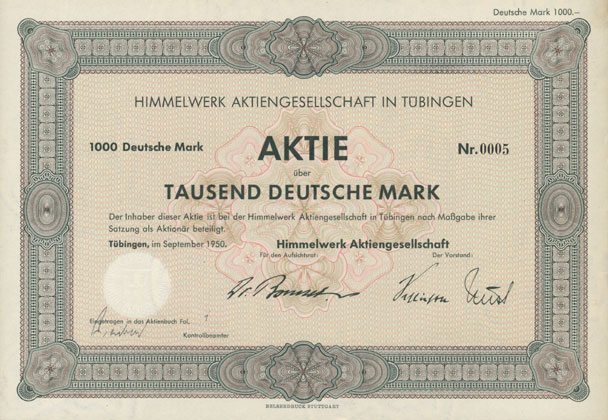 Deutsche Mark 1000.—
HIMMELWERK AKTIENGESELLSCHAFT IN TÜBINGEN
1000 Deutsche Mark
AKTIE
Nr. 0005
über
TAUSEND DEUTSCHE MARK
Der Inhaber dieser Aktie ist bei der Himmelwerk Aktiengesellschaft in Tübingen nach Maßgabe ihrer
Satzung als Aktionär beteiligt.
Tübingen, im September 1950.
Himmelwerk Aktiengesellschaft
Für den Aufsichtsrat:
Der Vorstand:
Eingetragen in das Aktienbuch Fol.
Kontrollbeamter
BELSERDRUCK STUTTGART